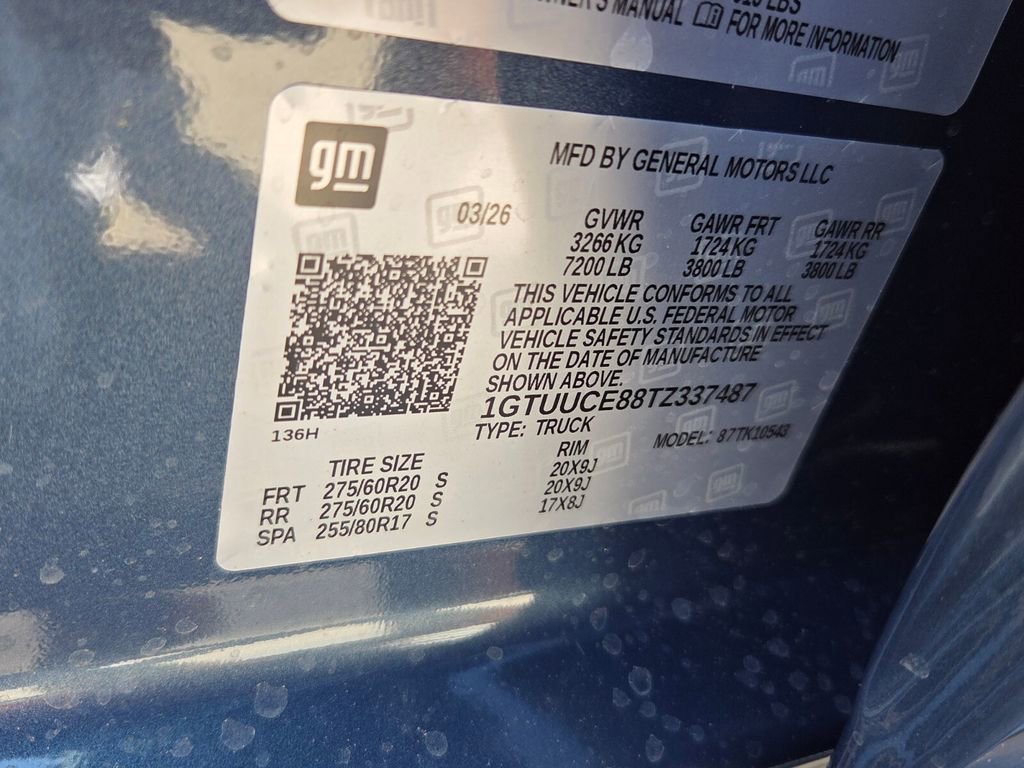 NER'S MANUAL FOR MORE INFORMATION
gm
MFD BY GENERAL MOTORS LLC
03/26
GVWR GAWR FRT GAWR RR
3266 KG 1724 KG 1724 KG
7200 LB 3800 LB 3800 LB
THIS VEHICLE CONFORMS TO ALL
APPLICABLE U.S. FEDERAL MOTOR
VEHICLE SAFETY STANDARDS IN EFFECT
ON THE DATE OF MANUFACTURE
SHOWN ABOVE.
1GTUUCE88TZ337487
TYPE: TRUCK MODEL: 87TK10543
136H
TIRE SIZE RIM
FRT 275/60R20 S 20X9J
RR 275/60R20 S 20X9J
SPA 255/80R17 S 17X8J